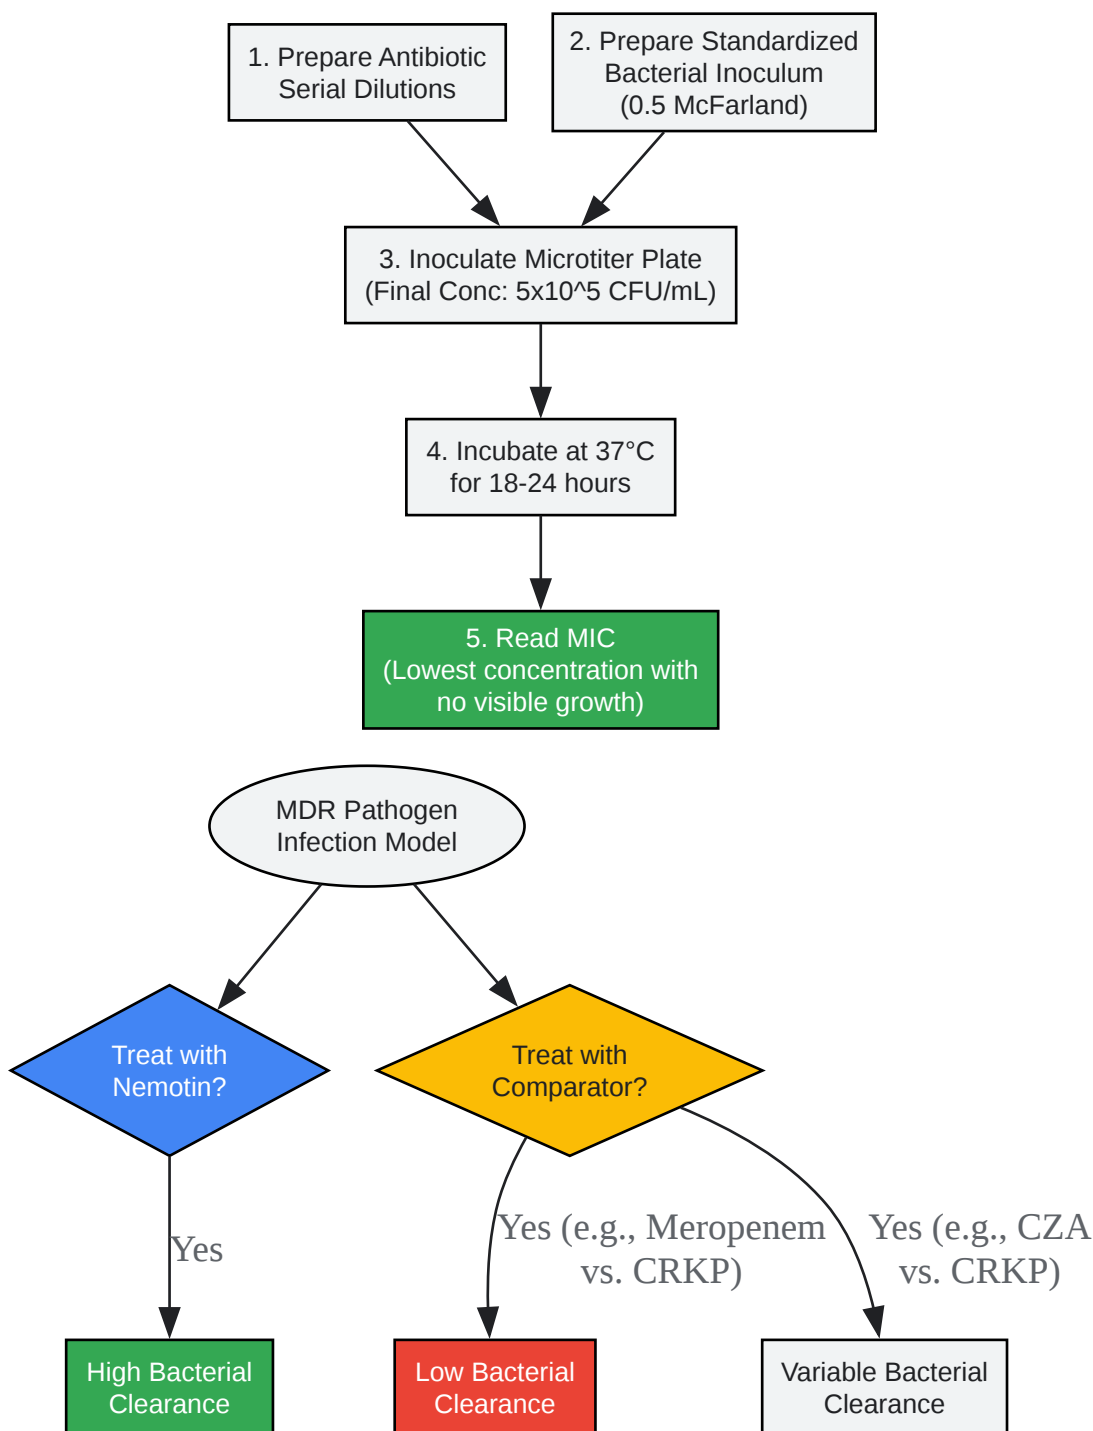 1. Prepare Antibiotic
Serial Dilutions
2. Prepare Standardized
Bacterial Inoculum
(0.5 McFarland)
3. Inoculate Microtiter Plate
(Final Conc: 5x10^5 CFU/mL)
4. Incubate at 37°C
for 18-24 hours
5. Read MIC
(Lowest concentration with
no visible growth)
MDR Pathogen
Infection Model
Treat with
Nemotin?
Treat with
Comparator?
Yes
Yes (e.g., Meropenem
vs. CRKP)
Yes (e.g., CZA
vs. CRKP)
High Bacterial
Clearance
Low Bacterial
Clearance
Variable Bacterial
Clearance